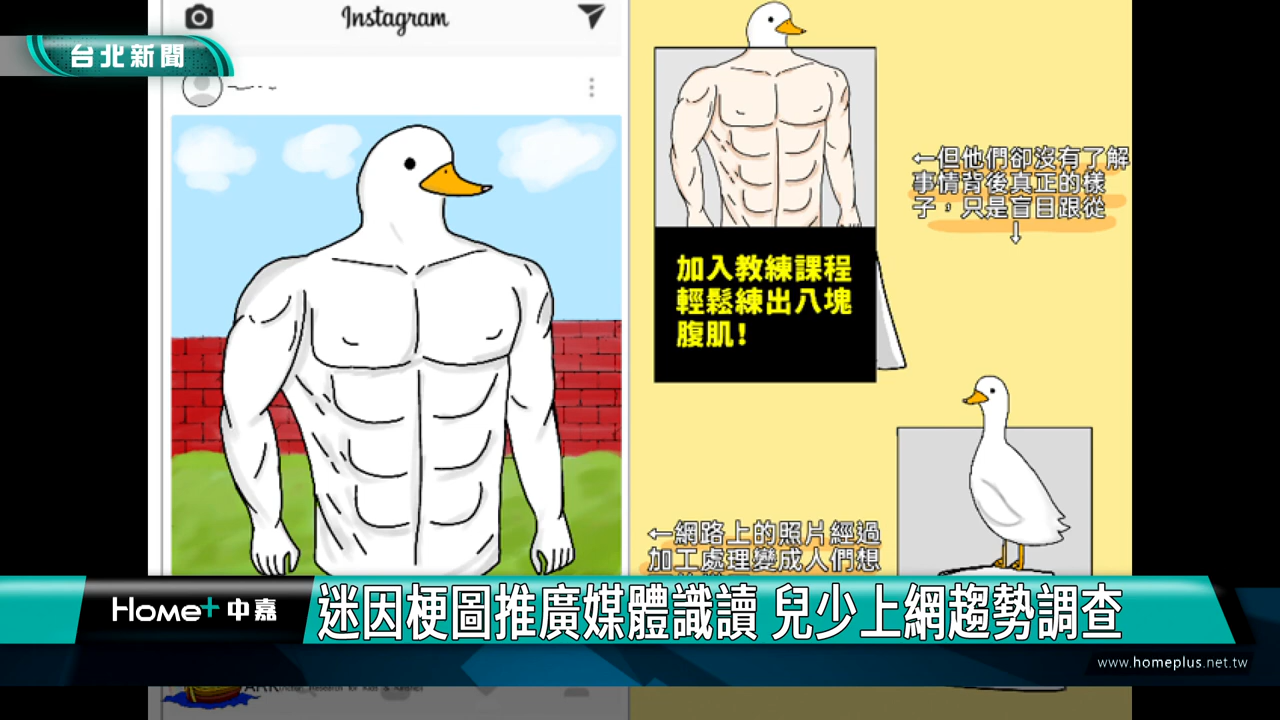 Instagram
台北新聞
←但他們卻沒有了解
事情背後真正的樣
子，只是盲目跟從
↓
加入教練課程
輕鬆練出八塊
腹肌！
←網路上的照片經過
加工處理變成人們想
Home+ 中嘉
迷因梗圖推廣媒體識讀 兒少上網趨勢調查
www.homeplus.net.tw